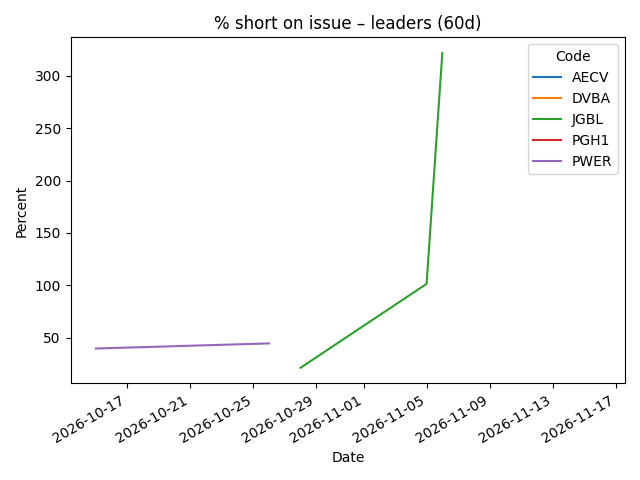 % short on issue – leaders (60d)
Code
AECV
DVBA
JGBL
PGH1
PWER
Percent
300
250
200
150
100
50
2026-10-17
2026-10-21
2026-10-25
2026-10-29
2026-11-01
2026-11-05
2026-11-09
2026-11-13
2026-11-17
Date